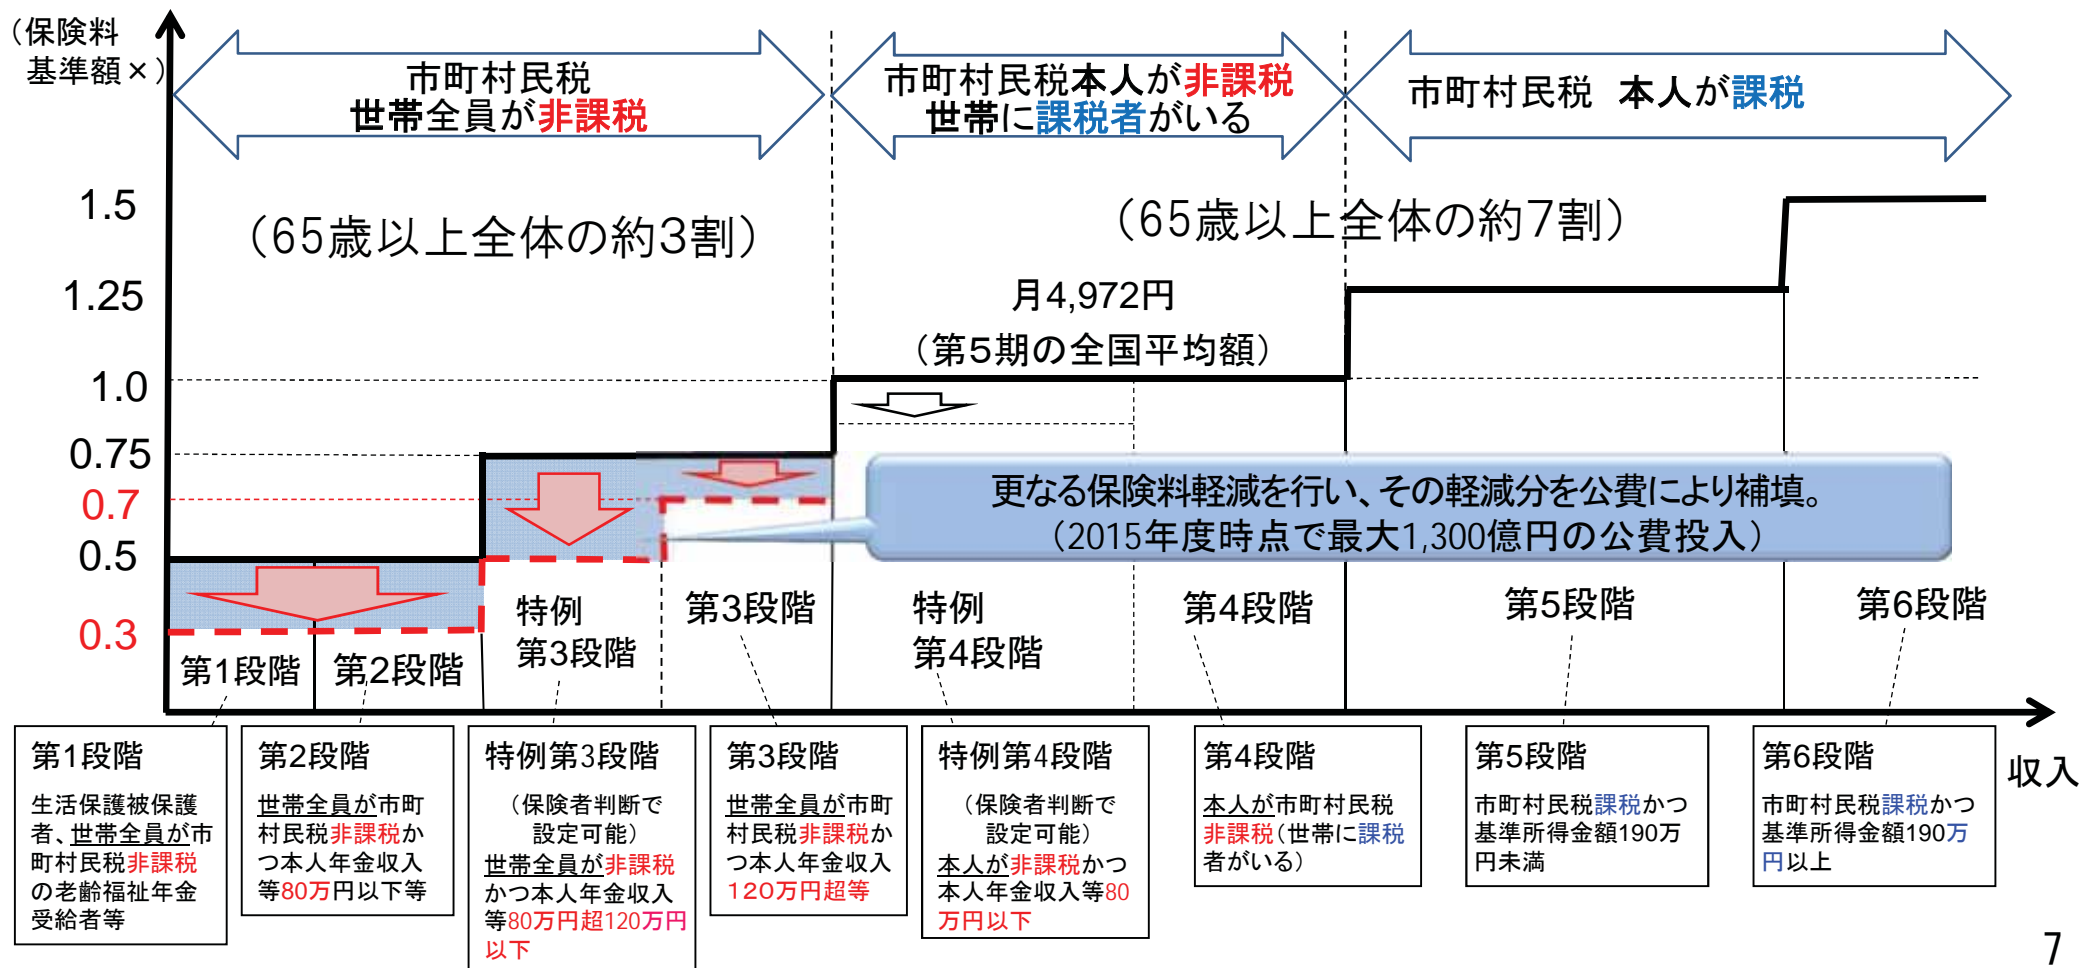 （保険料
基準額×）
市町村民税
世帯全員が非課税
市町村民税本人が非課税
世帯に課税者がいる
市町村民税　本人が課税
（65歳以上全体の約3割）
（65歳以上全体の約7割）
1.5
1.25
1.0
0.75
0.7
0.5
0.3
月4,972円
（第5期の全国平均額）
更なる保険料軽減を行い、その軽減分を公費により補填。
（2015年度時点で最大1,300億円の公費投入）
第1段階
第2段階
特例
第3段階
第3段階
特例
第4段階
第4段階
第5段階
第6段階
収入
第1段階
生活保護被保護
者、世帯全員が市
町村民税非課税
の老齢福祉年金
受給者等
第2段階
世帯全員が市町
村民税非課税か
つ本人年金収入
等80万円以下等
特例第3段階
（保険者判断で
設定可能）
世帯全員が非課税
かつ本人年金収入
等80万円超120万円
以下
第3段階
世帯全員が市町
村民税非課税か
つ本人年金収入
120万円超等
特例第4段階
（保険者判断で
設定可能）
本人が非課税かつ
本人年金収入等80
万円以下
第4段階
本人が市町村民税
非課税（世帯に課税
者がいる）
第5段階
市町村民税課税かつ
基準所得金額190万
円未満
第6段階
市町村民税課税かつ
基準所得金額190万
円以上
7